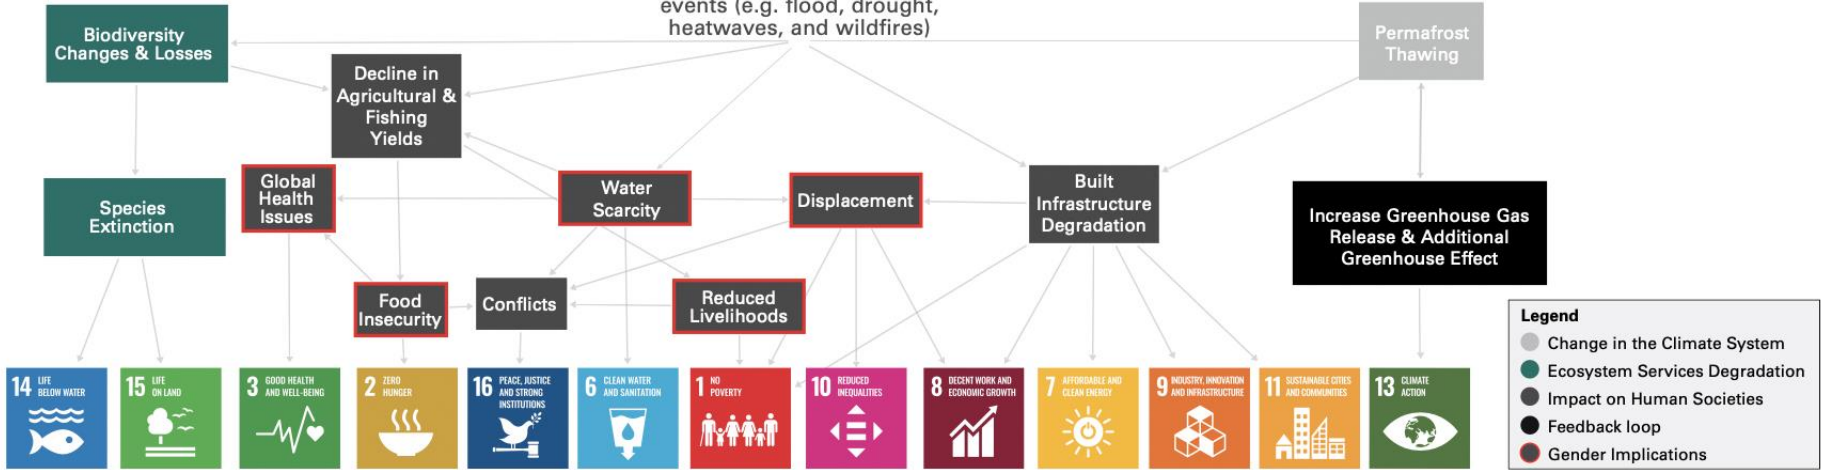 events (e.g. flood, drought,
heatwaves, and wildfires)
Biodiversity
Changes & Losses
Permafrost
Thawing
Decline in
Agricultural &
Fishing
Yields
Species
Extinction
Global
Health
Issues
Water
Scarcity
Displacement
Built
Infrastructure
Degradation
Increase Greenhouse Gas
Release & Additional
Greenhouse Effect
Food
Insecurity
Conflicts
Reduced
Livelihoods
14 LIFE
BELOW WATER
15 LIFE
ON LAND
3 GOOD HEALTH
AND WELL-BEING
2 ZERO
HUNGER
16 PEACE, JUSTICE
AND STRONG
INSTITUTIONS
6 CLEAN WATER
AND SANITATION
1 NO
POVERTY
10 REDUCED
INEQUALITIES
8 DECENT WORK AND
ECONOMIC GROWTH
7 AFFORDABLE AND
CLEAN ENERGY
9 INDUSTRY, INNOVATION
AND INFRASTRUCTURE
11 SUSTAINABLE CITIES
AND COMMUNITIES
13 CLIMATE
ACTION
Legend
Change in the Climate System
Ecosystem Services Degradation
Impact on Human Societies
Feedback loop
Gender Implications